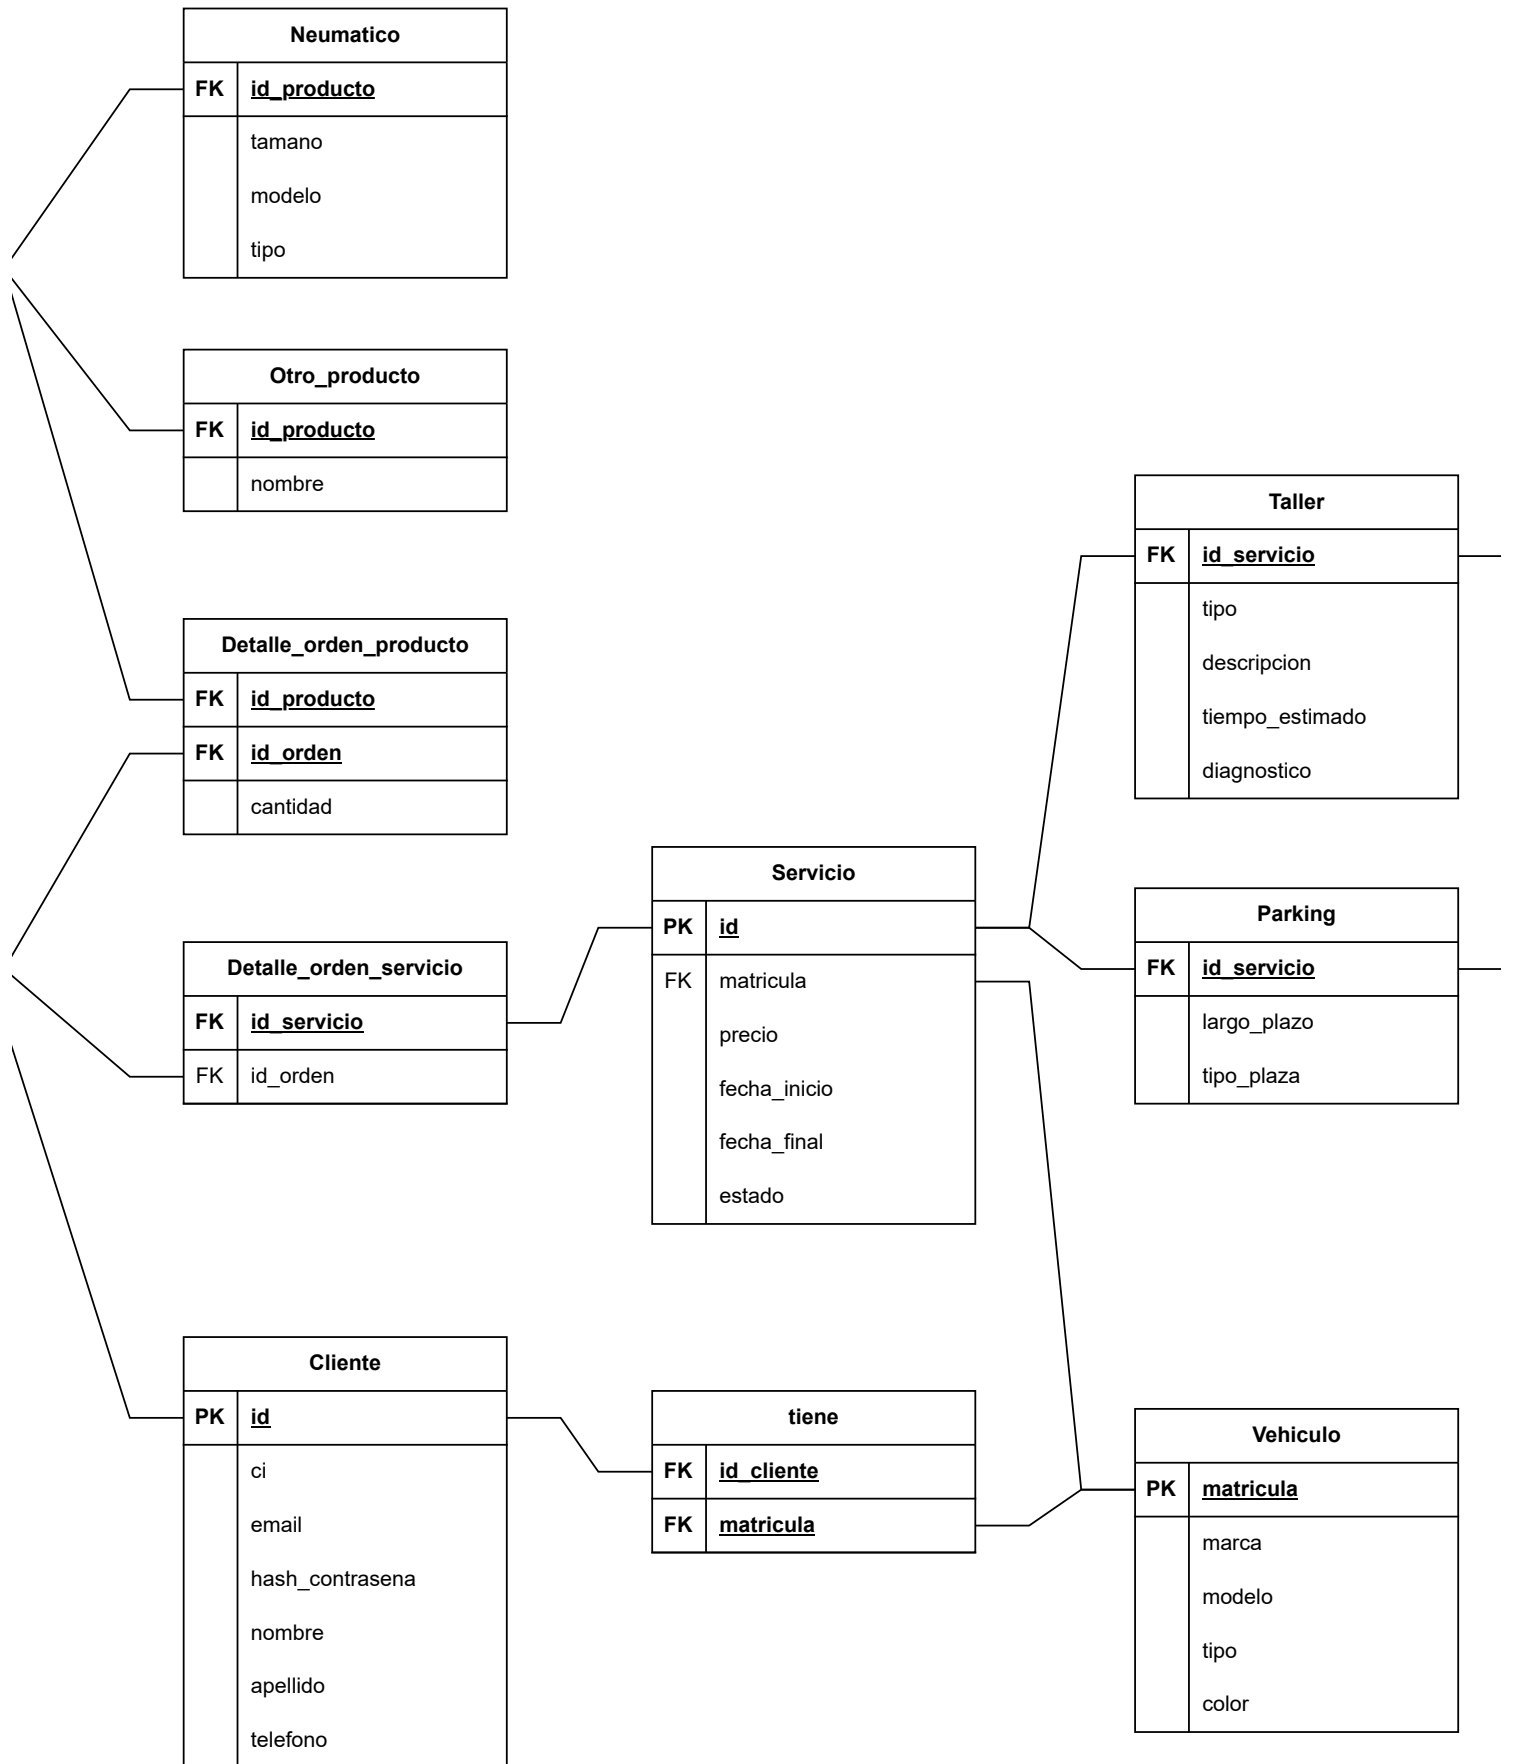 Neumatico
FK id_producto
tamano
modelo
tipo
Otro_producto
FK id_producto
nombre
Detalle_orden_producto
FK id_producto
FK id_orden
cantidad
Detalle_orden_servicio
FK id_servicio
FK id_orden
Cliente
PK id
ci
email
hash_contrasena
nombre
apellido
telefono
Servicio
PK id
FK matricula
precio
fecha_inicio
fecha_final
estado
tiene
FK id_cliente
FK matricula
Taller
FK id_servicio
tipo
descripcion
tiempo_estimado
diagnostico
Parking
FK id_servicio
largo_plazo
tipo_plaza
Vehiculo
PK matricula
marca
modelo
tipo
color